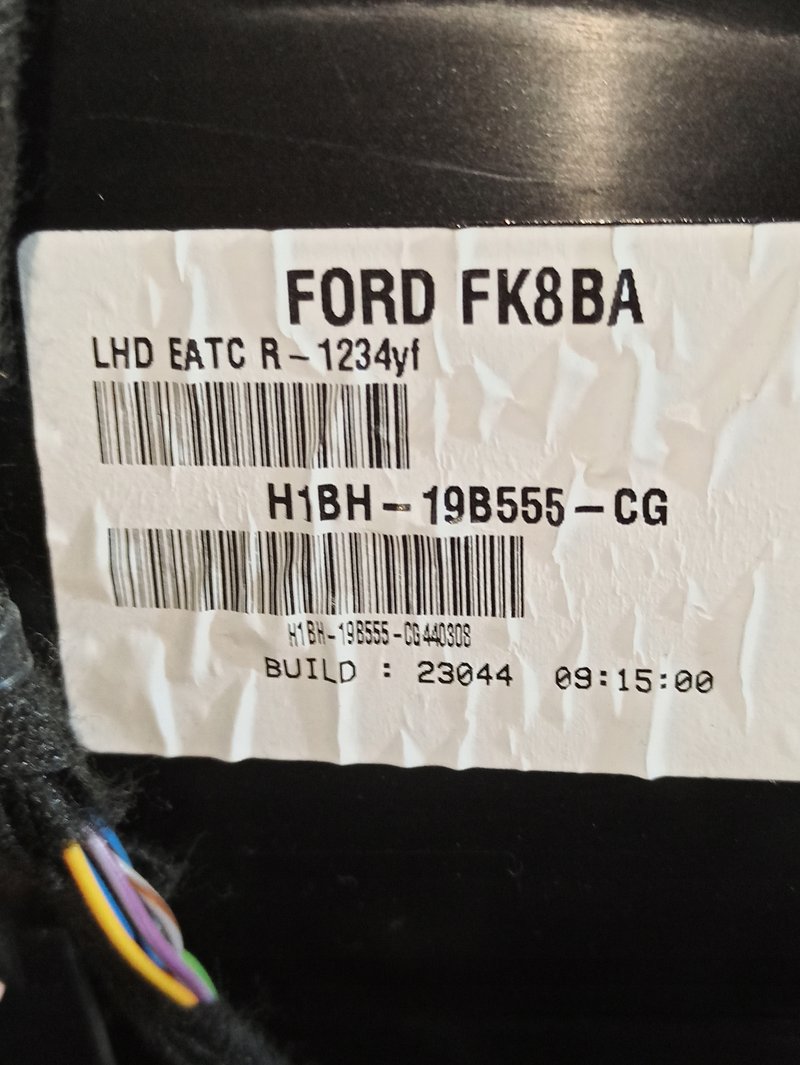 FORD FK8BA
LHD EATC R-1234yf
H1BH-19B555-CG
H1BH-19B555-CG440308
BUILD : 23044 09:15:00